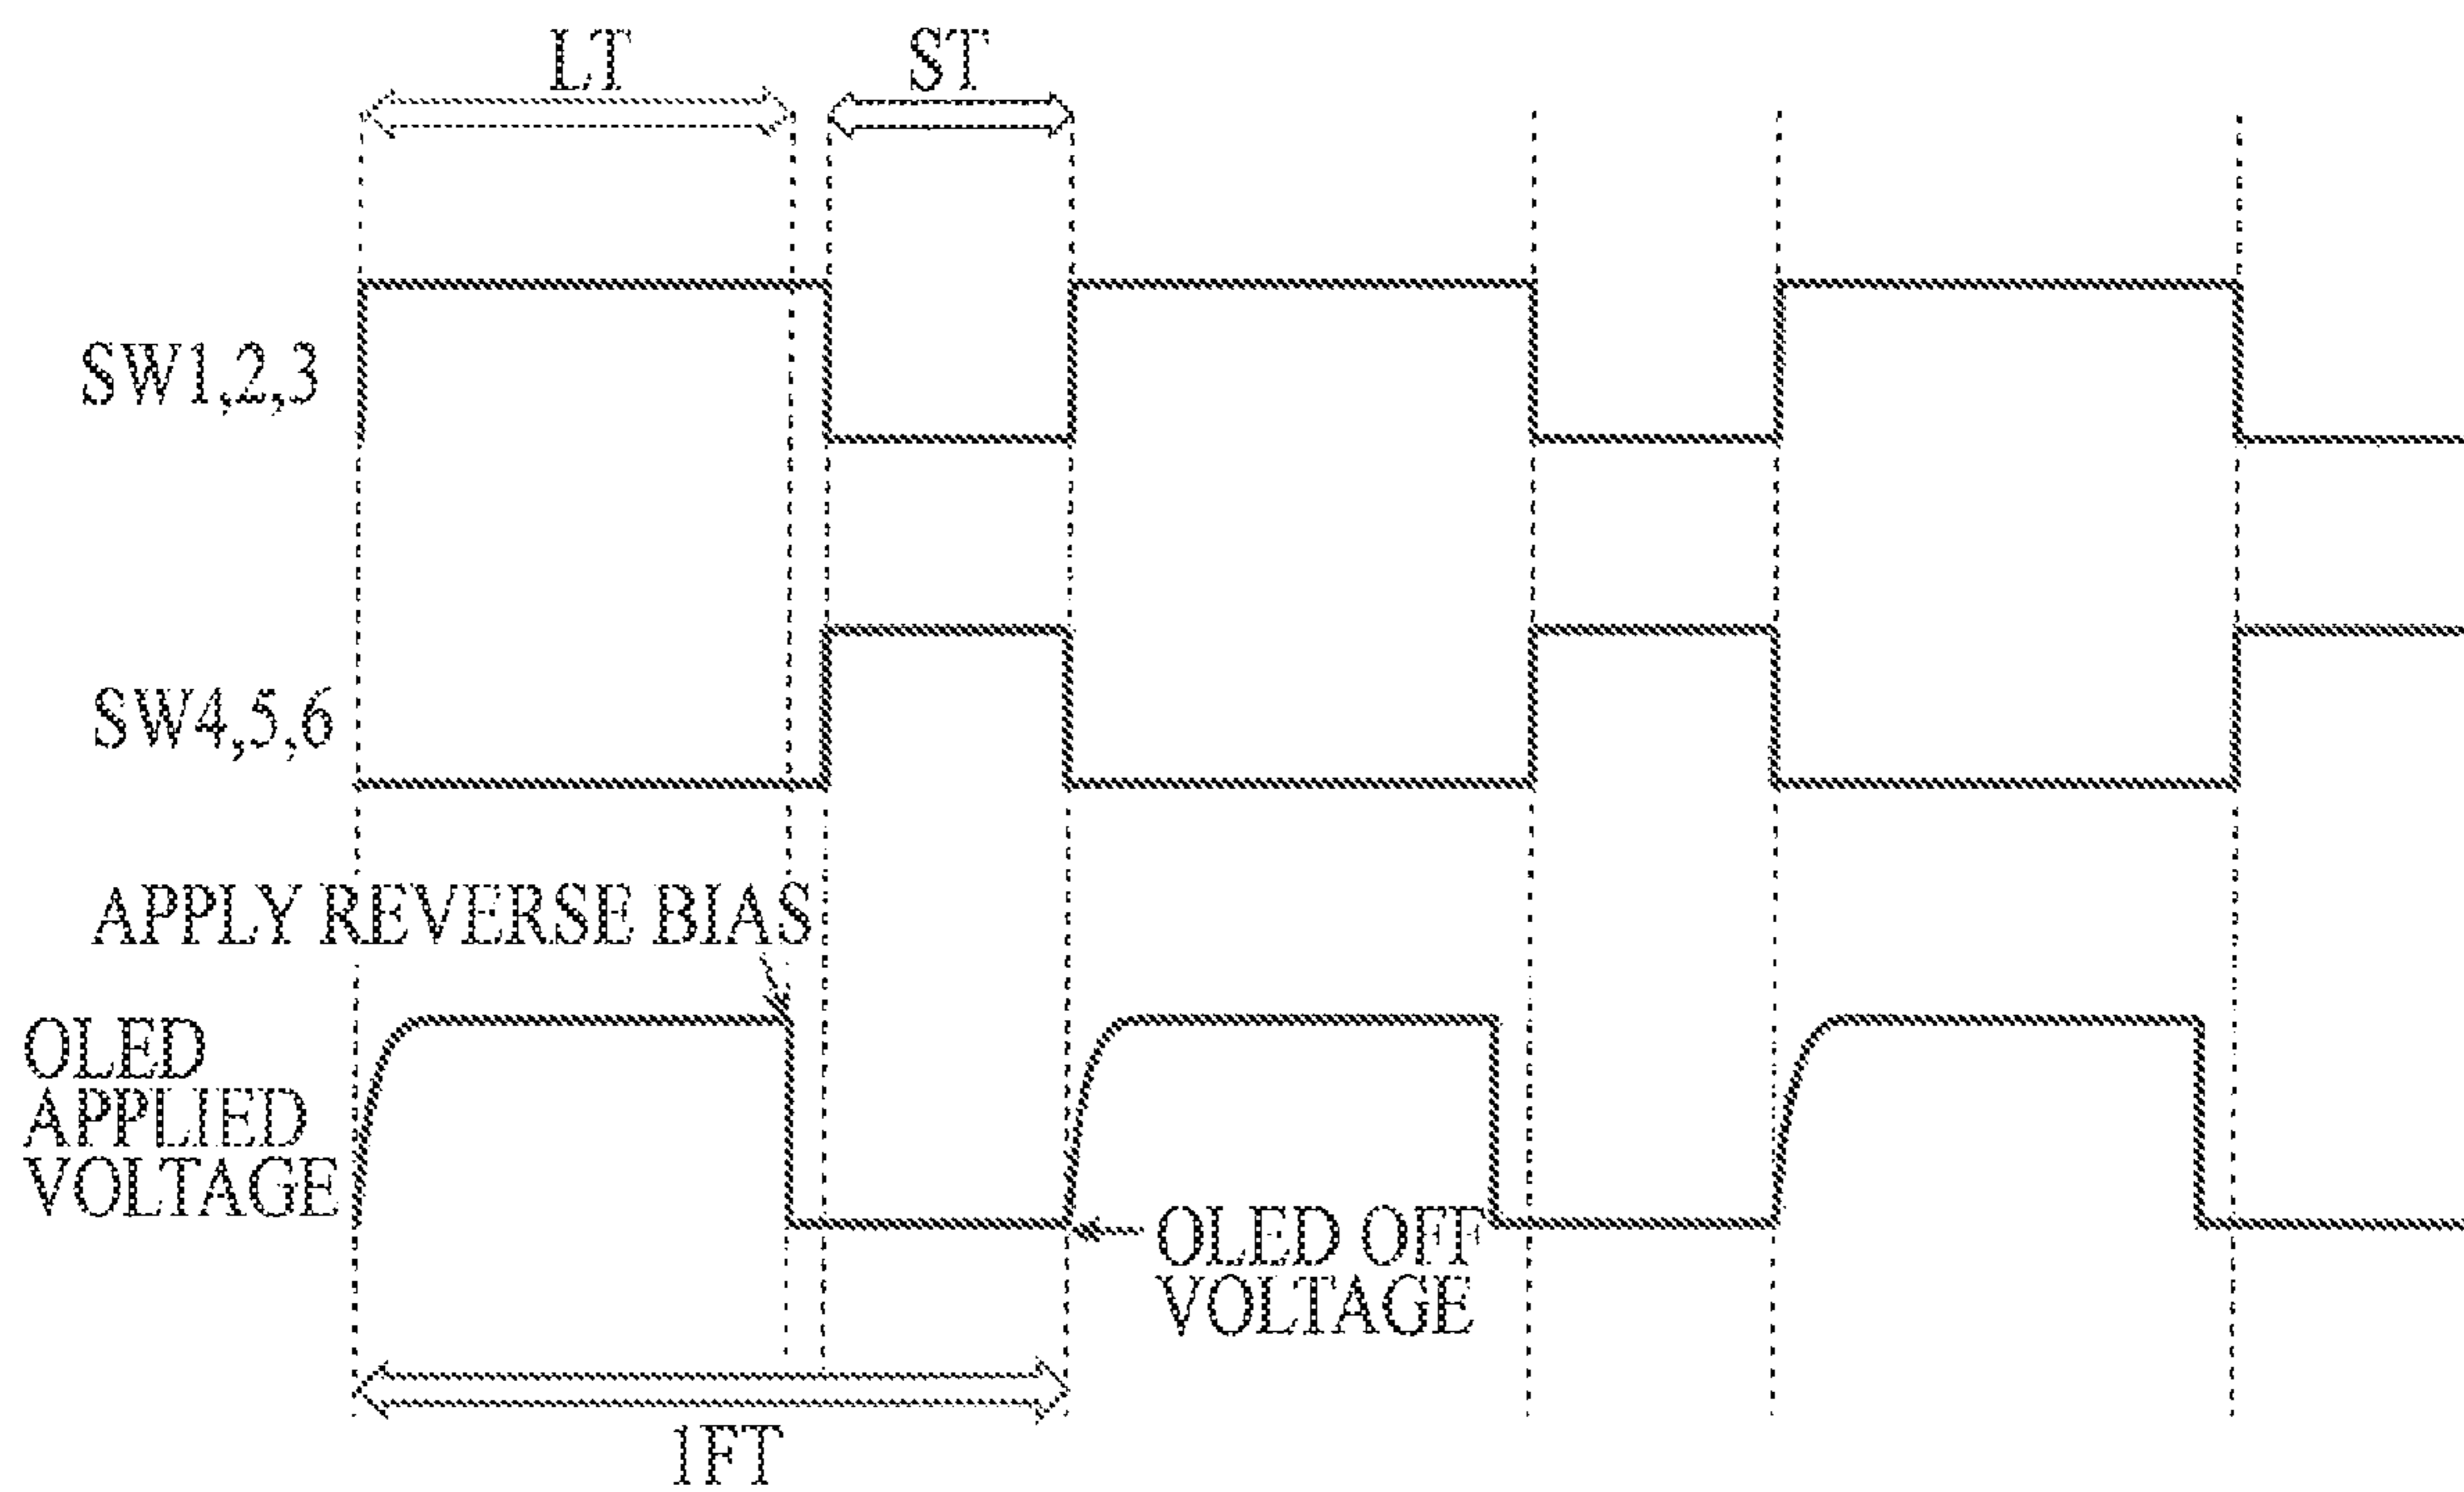 LT
ST
SW1,2,3
SW4,5,6
APPLY REVERSE BIAS
OLED
APPLIED
VOLTAGE
OLED OFF
VOLTAGE
1FT